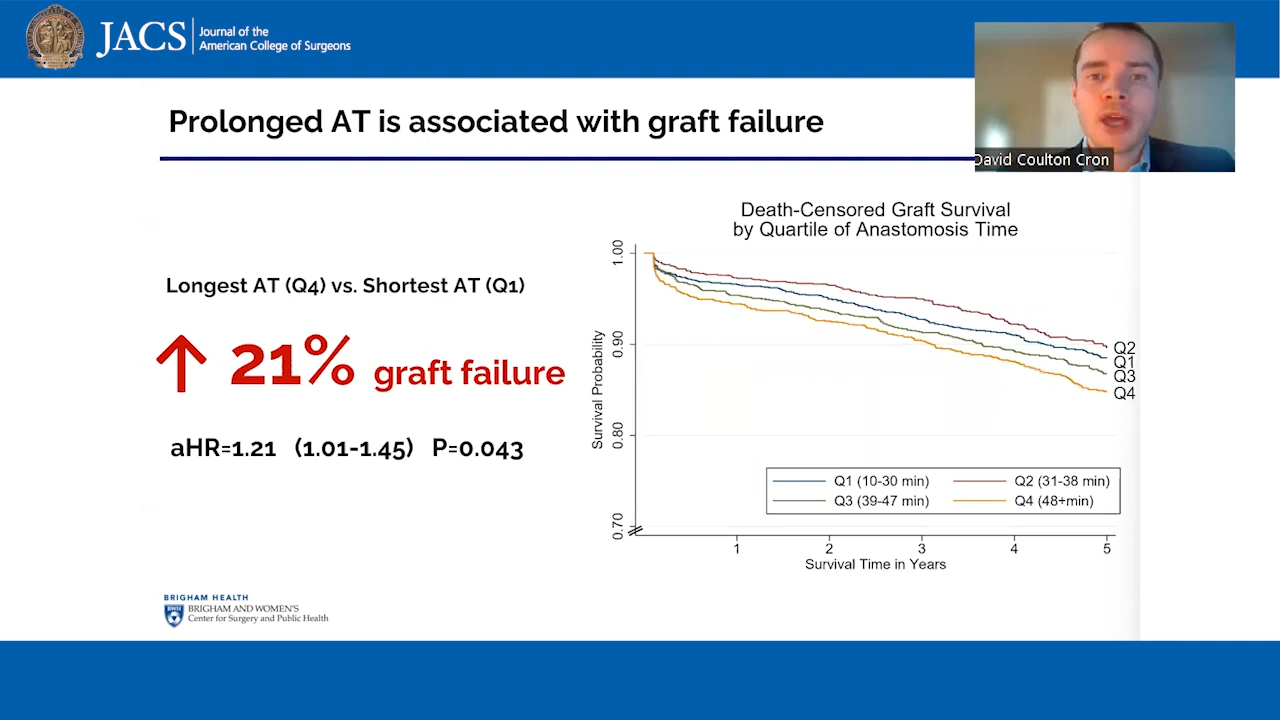 JACS
Journal of the
American College of Surgeons
David Coulton Cron
Prolonged AT is associated with graft failure
Longest AT (Q4) vs. Shortest AT (Q1)
↑ 21% graft failure
aHR=1.21 (1.01-1.45) P=0.043
Death-Censored Graft Survival
by Quartile of Anastomosis Time
Survival Probability
1.00
0.90
0.80
0.70
Q2
Q1
Q3
Q4
Q1 (10-30 min) Q2 (31-38 min)
Q3 (39-47 min) Q4 (48+min)
1 2 3 4 5
Survival Time in Years
BRIGHAM HEALTH
BWH
BRIGHAM AND WOMEN'S
Center for Surgery and Public Health